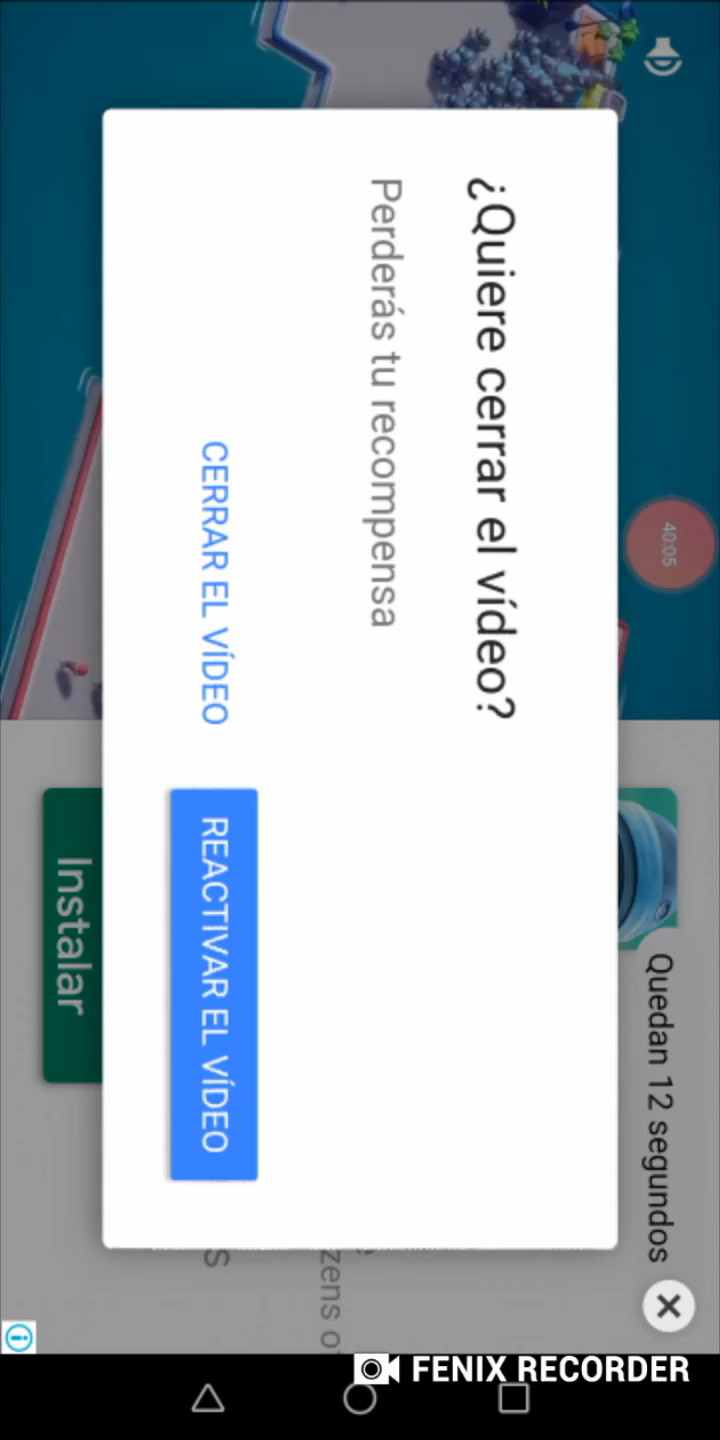 ¿Quiere cerrar el vídeo?
Perderás tu recompensa
CERRAR EL VÍDEO
REACTIVAR EL VÍDEO
40:05
Quedan 12 segundos
Instalar
zens o
S
FENIX RECORDER